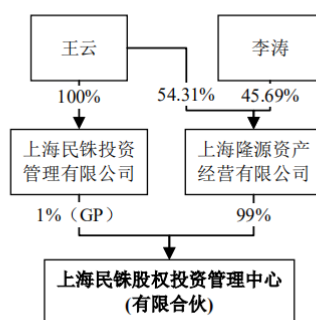 王云
李涛
100%
54.31%
45.69%
上海民铢投资
管理有限公司
上海隆源资产
经营有限公司
1%（GP）
99%
上海民铢股权投资管理中心
(有限合伙)